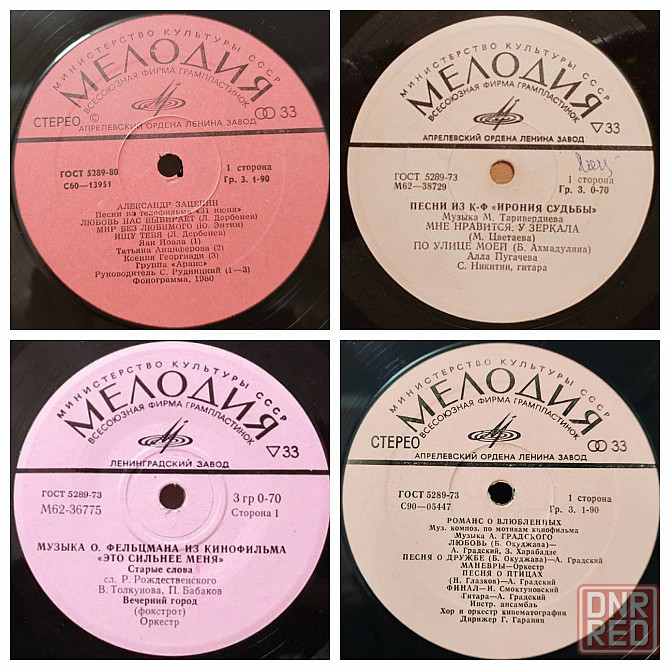 МИНИСТЕРСТВО КУЛЬТУРЫ СССР
МЕЛОДИЯ
ВСЕСОЮЗНАЯ ФИРМА ГРАМПЛАСТИНОК
СТЕРЕО
33
АПРЕЛЕВСКИЙ ОРДЕНА ЛЕНИНА ЗАВОД
ГОСТ 5289-80
С60—13951
1 сторона
Гр. 3. 1-90
АЛЕКСАНДР ЗАЦЕПИН
Песни из телефильма «31 июня»
ЛЮБОВЬ НАС ВЫБИРАЕТ (Л. Дербенев)
МИР БЕЗ ЛЮБИМОГО (Ю. Энтин)
ИЩУ ТЕБЯ (Л. Дербенев)
Яан Йоала (1)
Татьяна Анциферова (2)
Ксения Георгиади (3)
Группа «Аракс»
Руководитель С. Рудницкий (1—3)
Фонограмма, 1980
МИНИСТЕРСТВО КУЛЬТУРЫ СССР
МЕЛОДИЯ
ВСЕСОЮЗНАЯ ФИРМА ГРАМПЛАСТИНОК
33
АПРЕЛЕВСКИЙ ОРДЕНА ЛЕНИНА ЗАВОД
ГОСТ 5289-73
М62—38729
1 сторона
Гр. 3. 0-70
ПЕСНИ ИЗ К-Ф «ИРОНИЯ СУДЬБЫ»
Музыка М. Таривердиева
МНЕ НРАВИТСЯ, У ЗЕРКАЛА
(М. Цветаева)
ПО УЛИЦЕ МОЕЙ (Б. Ахмадулина)
Алла Пугачева
С. Никитин, гитара
МИНИСТЕРСТВО КУЛЬТУРЫ СССР
МЕЛОДИЯ
ВСЕСОЮЗНАЯ ФИРМА ГРАМПЛАСТИНОК
33
ЛЕНИНГРАДСКИЙ ЗАВОД
ГОСТ 5289-73
М62-36775
3 гр 0-70
Сторона 1
МУЗЫКА О. ФЕЛЬЦМАНА ИЗ КИНОФИЛЬМА
«ЭТО СИЛЬНЕЕ МЕНЯ»
Старые слова
сл. Р. Рождественского
В. Толкунова, П. Бабаков
Вечерний город
(фокстрот)
Оркестр
МИНИСТЕРСТВО КУЛЬТУРЫ СССР
МЕЛОДИЯ
ВСЕСОЮЗНАЯ ФИРМА ГРАМПЛАСТИНОК
СТЕРЕО
33
АПРЕЛЕВСКИЙ ОРДЕНА ЛЕНИНА ЗАВОД
ГОСТ 5289-73
С90—05447
1 сторона
Гр. 3. 1-90
РОМАНС О ВЛЮБЛЕННЫХ
Муз. композ. по мотивам кинофильма
Музыка А. ГРАДСКОГО
ЛЮБОВЬ (Б. Окуджава)—
А. Градский, З. Харабадзе
ПЕСНЯ О ДРУЖБЕ (Б. Окуджава)—А. Градский
МАНЕВРЫ—Оркестр
ПЕСНЯ О ПТИЦАХ
(Н. Глазков)—А. Градский
ФИНАЛ—И. Смоктуновский
Гитара—А. Градский
Инстр. ансамбль
Хор и оркестр кинематографии
Дирижер Г. Гаранян
DNR
RED